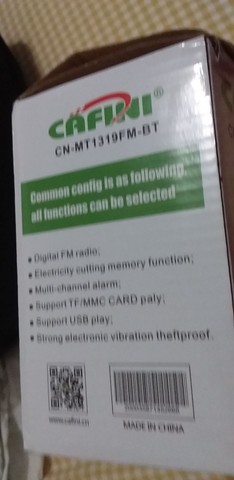 CAFINI®
CN-MT1319FM-BT
Common config is as following,
all functions can be selected
• Digital FM radio;
• Electricity cutting memory function;
• Multi-channel alarm;
• Support TF/MMC CARD paly;
• Support USB play;
• Strong electronic vibration theftproof.
www.cafini.cn
MADE IN CHINA